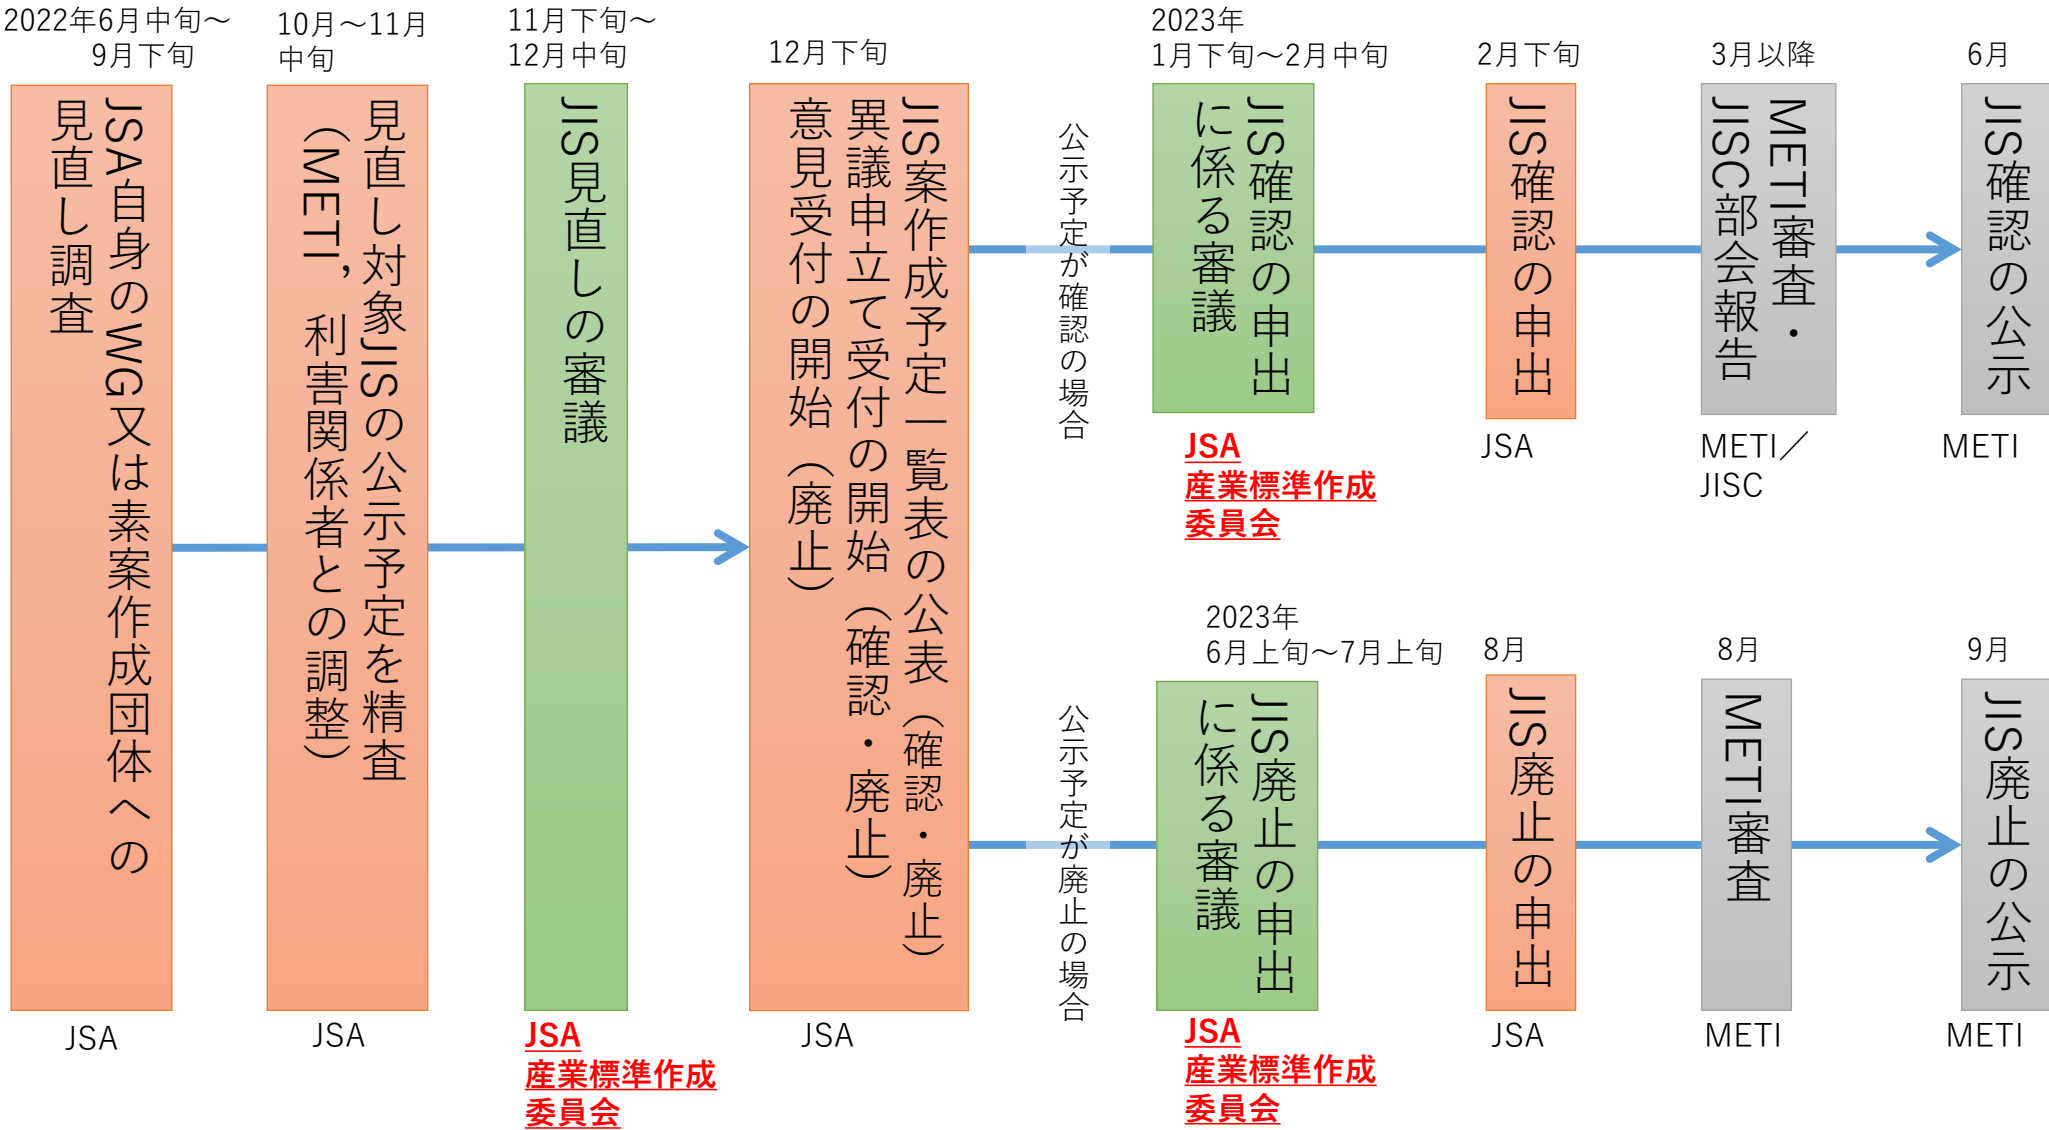 2022年6月中旬～
9月下旬
JSA自身のWG又は素案作成団体への
見直し調査
JSA
10月～11月
中旬
見直し対象JISの公示予定を精査
（METI，利害関係者との調整）
JSA
11月下旬～
12月中旬
JIS見直しの審議
JSA
産業標準作成
委員会
12月下旬
JIS案作成予定一覧表の公表（確認・廃止）
異議申立て受付の開始（確認・廃止）
意見受付の開始（廃止）
JSA
公示予定が確認の場合
2023年
1月下旬～2月中旬
JIS確認の申出
に係る審議
JSA
産業標準作成
委員会
2月下旬
JIS確認の申出
JSA
3月以降
METI審査・
JISC部会報告
METI／
JISC
6月
JIS確認の公示
METI
公示予定が廃止の場合
2023年
6月上旬～7月上旬
JIS廃止の申出
に係る審議
JSA
産業標準作成
委員会
8月
JIS廃止の申出
JSA
8月
METI審査
METI
9月
JIS廃止の公示
METI